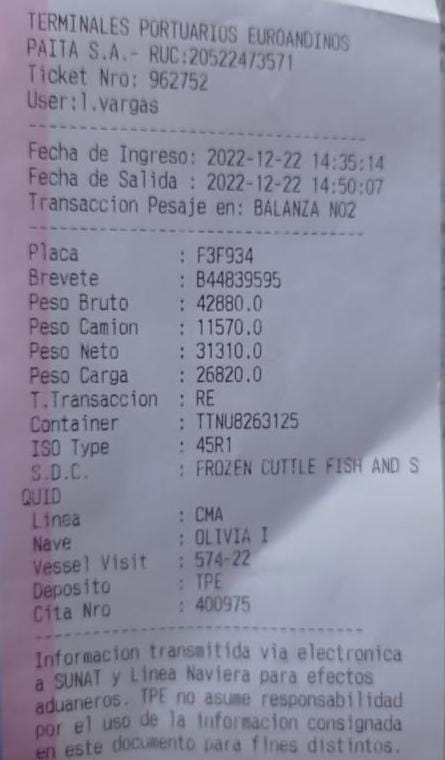 TERMINALES PORTUARIOS EUROANDINOS
PAITA S.A.- RUC:20522473571
Ticket Nro: 962752
User:l.vargas
Fecha de Ingreso: 2022-12-22 14:35:14
Fecha de Salida : 2022-12-22 14:50:07
Transaccion Pesaje en: BALANZA NO2
Placa : F3F934
Brevete : B44839595
Peso Bruto : 42880.0
Peso Camion : 11570.0
Peso Neto : 31310.0
Peso Carga : 26820.0
T.Transaccion : RE
Container : TTNU8263125
ISO Type : 45R1
S.D.C. : FROZEN CUTTLE FISH AND S
QUID
Linea : CMA
Nave : OLIVIA I
Vessel Visit : 574-22
Deposito : TPE
Cita Nro : 400975
Informacion transmitida via electronica
a SUNAT y Linea Naviera para efectos
aduaneros. TPE no asume responsabilidad
por el uso de la informacion consignada
en este documento para fines distintos.